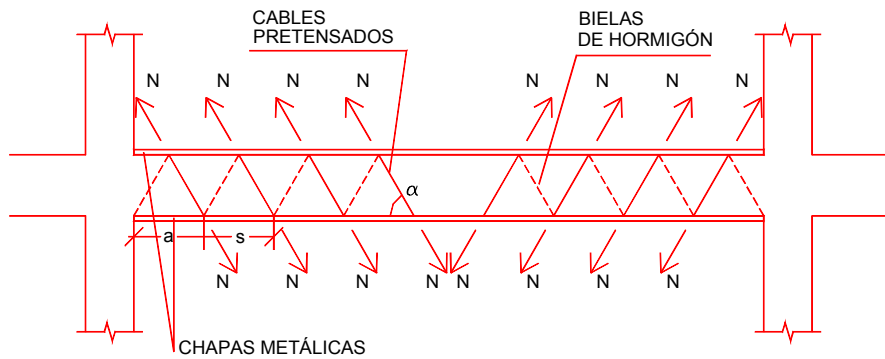 CABLES
PRETENSADOS
BIELAS
DE HORMIGÓN
N N N N N N N N
α
a s
N N N N N N N N
CHAPAS METÁLICAS